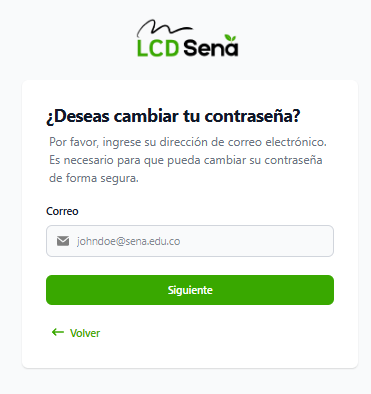 LCD Sena
¿Deseas cambiar tu contraseña?
Por favor, ingrese su dirección de correo electrónico.
Es necesario para que pueda cambiar su contraseña
de forma segura.
Correo
johndoe@sena.edu.co
Siguiente
Volver